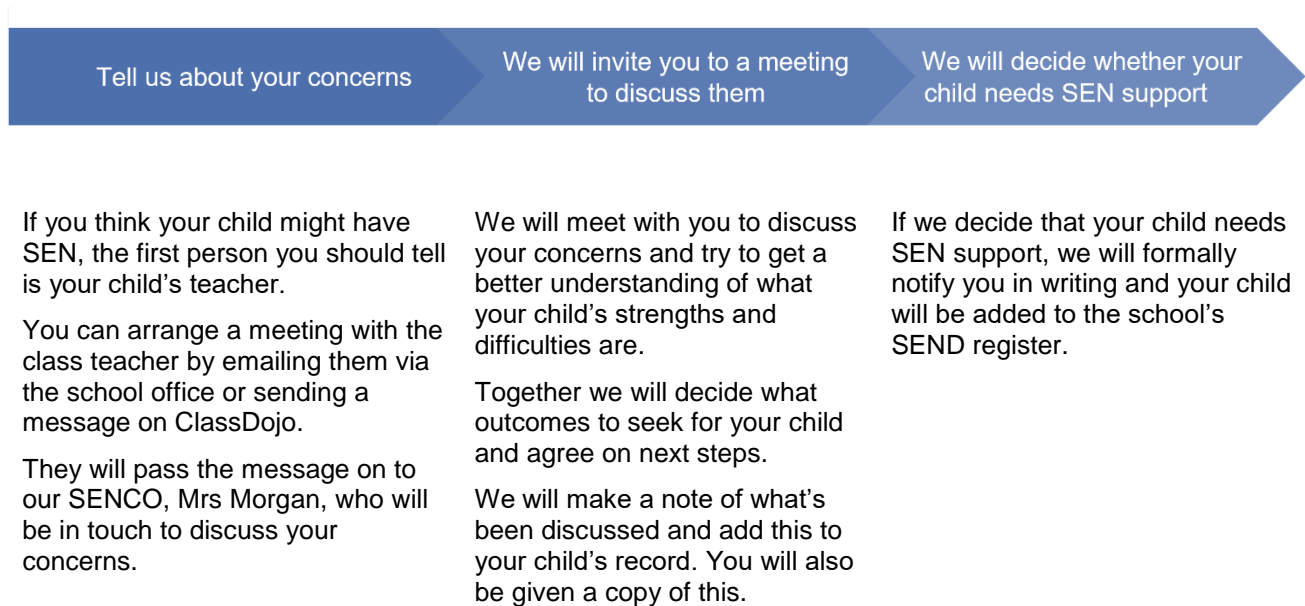 Tell us about your concerns
We will invite you to a meeting
to discuss them
We will decide whether your
child needs SEN support
If you think your child might have
SEN, the first person you should tell
is your child’s teacher.
You can arrange a meeting with the
class teacher by emailing them via
the school office or sending a
message on ClassDojo.
They will pass the message on to
our SENCO, Mrs Morgan, who will
be in touch to discuss your
concerns.
We will meet with you to discuss
your concerns and try to get a
better understanding of what
your child’s strengths and
difficulties are.
Together we will decide what
outcomes to seek for your child
and agree on next steps.
We will make a note of what’s
been discussed and add this to
your child’s record. You will also
be given a copy of this.
If we decide that your child needs
SEN support, we will formally
notify you in writing and your child
will be added to the school’s
SEND register.